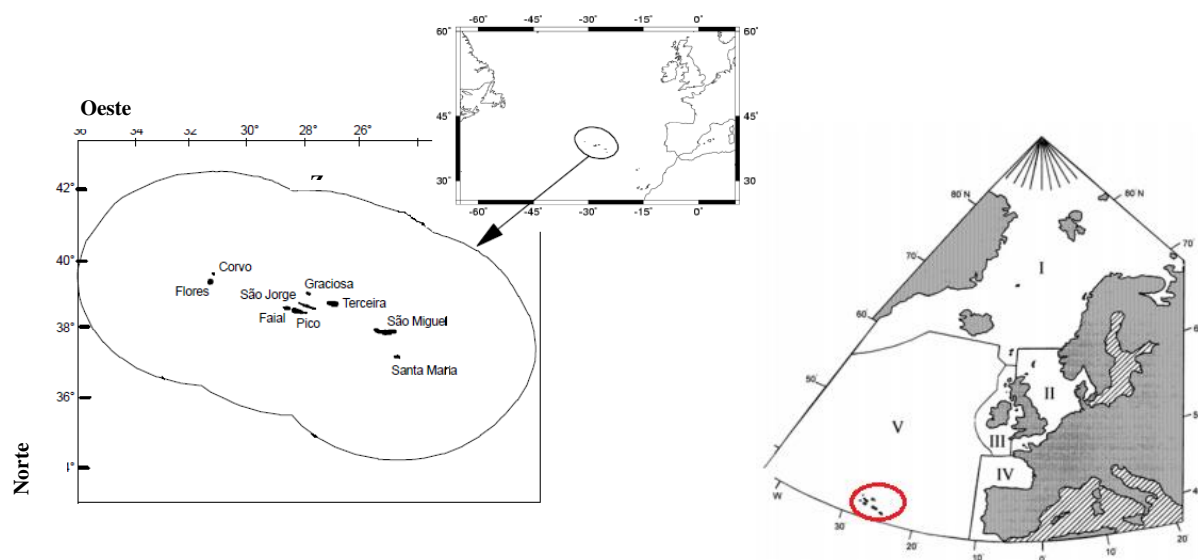 -60° -45° -30° -15° 0°
60° 60°
45° 45°
30° 30°
-60° -45° -30° -15° 0°
Oeste
34 30° 28° 26°
42°
40°
38°
36°
Norte
Corvo
Flores
Graciosa
São Jorge
Terceira
Faial
Pico
São Miguel
Santa Maria
80°N 80°N
70 70°
60 60
50° 50
W
30 20 10 0° 10 20
I
II
III
IV
V